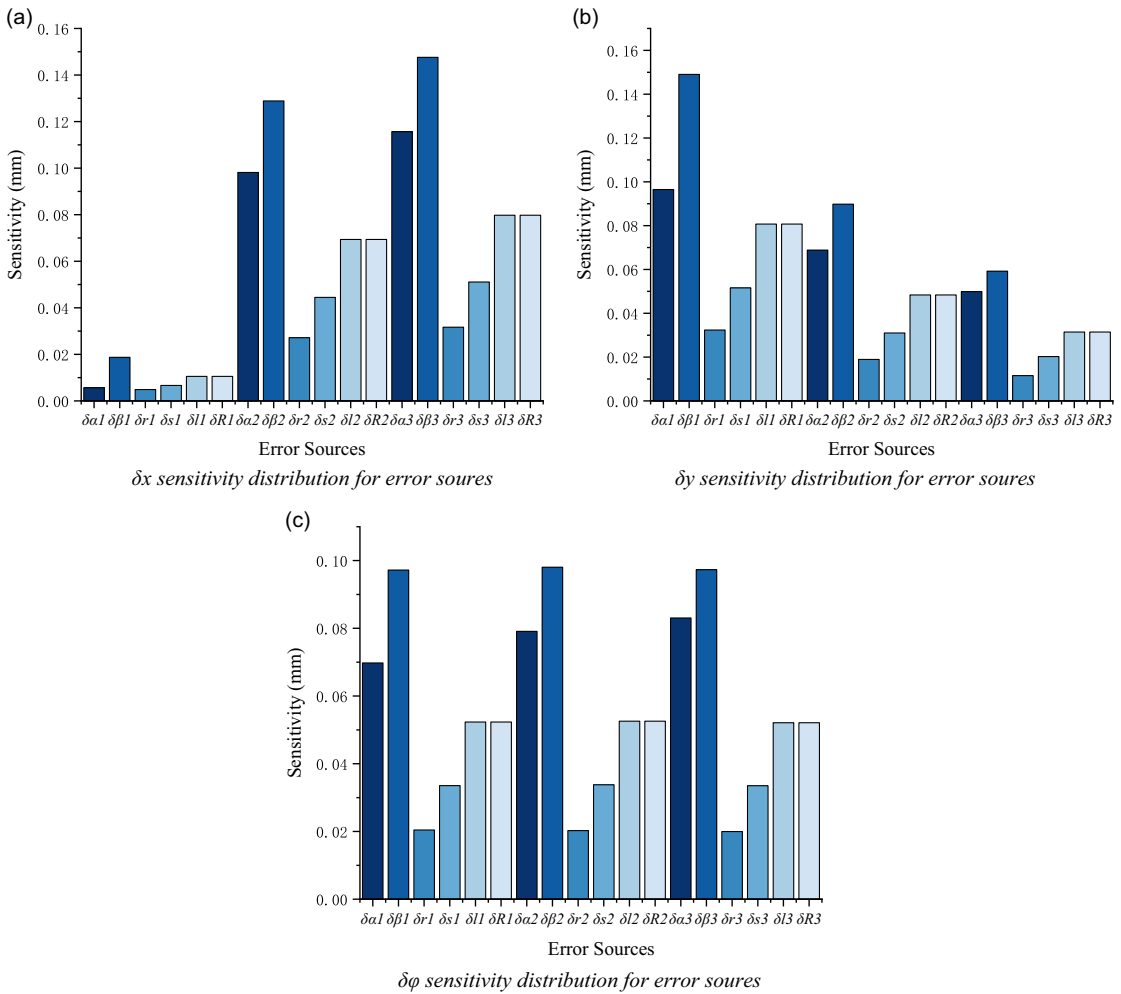 (a)
0.16
0.14
0.12
0.10
0.08
0.06
0.04
0.02
0.00
Sensitivity (mm)
δα1 δβ1 δr1 δs1 δl1 δR1 δα2 δβ2 δr2 δs2 δl2 δR2 δα3 δβ3 δr3 δs3 δl3 δR3
Error Sources
δx sensitivity distribution for error soures
(b)
0.16
0.14
0.12
0.10
0.08
0.06
0.04
0.02
0.00
Sensitivity (mm)
δα1 δβ1 δr1 δs1 δl1 δR1 δα2 δβ2 δr2 δs2 δl2 δR2 δα3 δβ3 δr3 δs3 δl3 δR3
Error Sources
δy sensitivity distribution for error soures
(c)
0.10
0.08
0.06
0.04
0.02
0.00
Sensitivity (mm)
δα1 δβ1 δr1 δs1 δl1 δR1 δα2 δβ2 δr2 δs2 δl2 δR2 δα3 δβ3 δr3 δs3 δl3 δR3
Error Sources
δφ sensitivity distribution for error soures